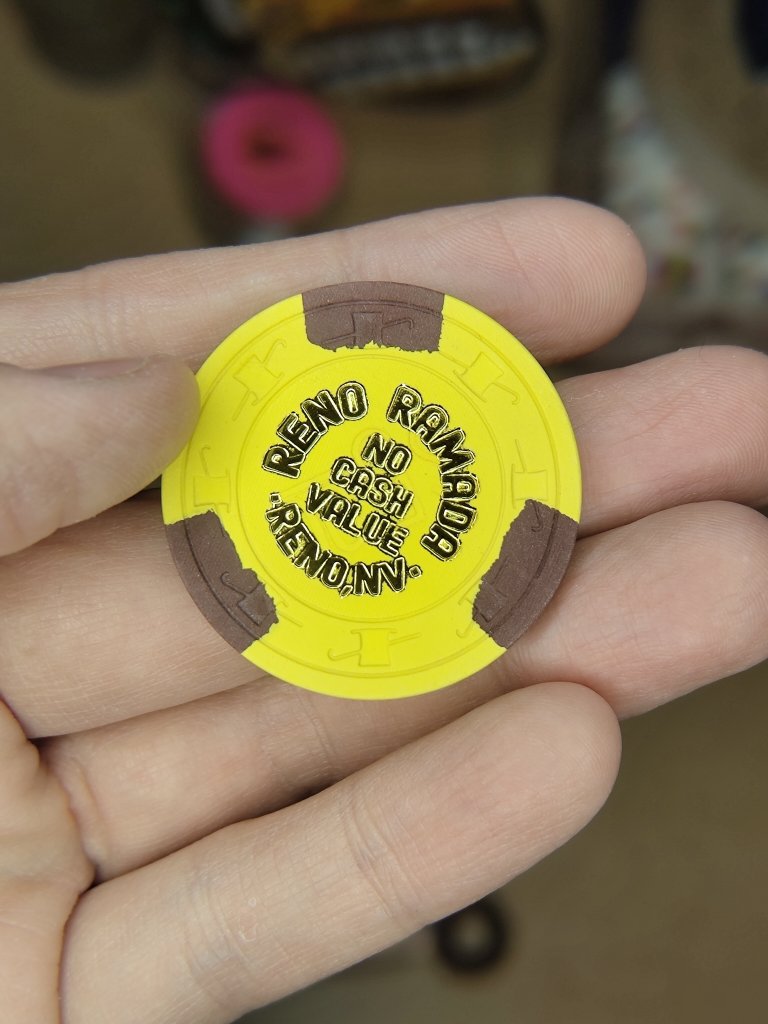 RENO RAMADA
NO
CASH
VALUE
·RENO, NV·